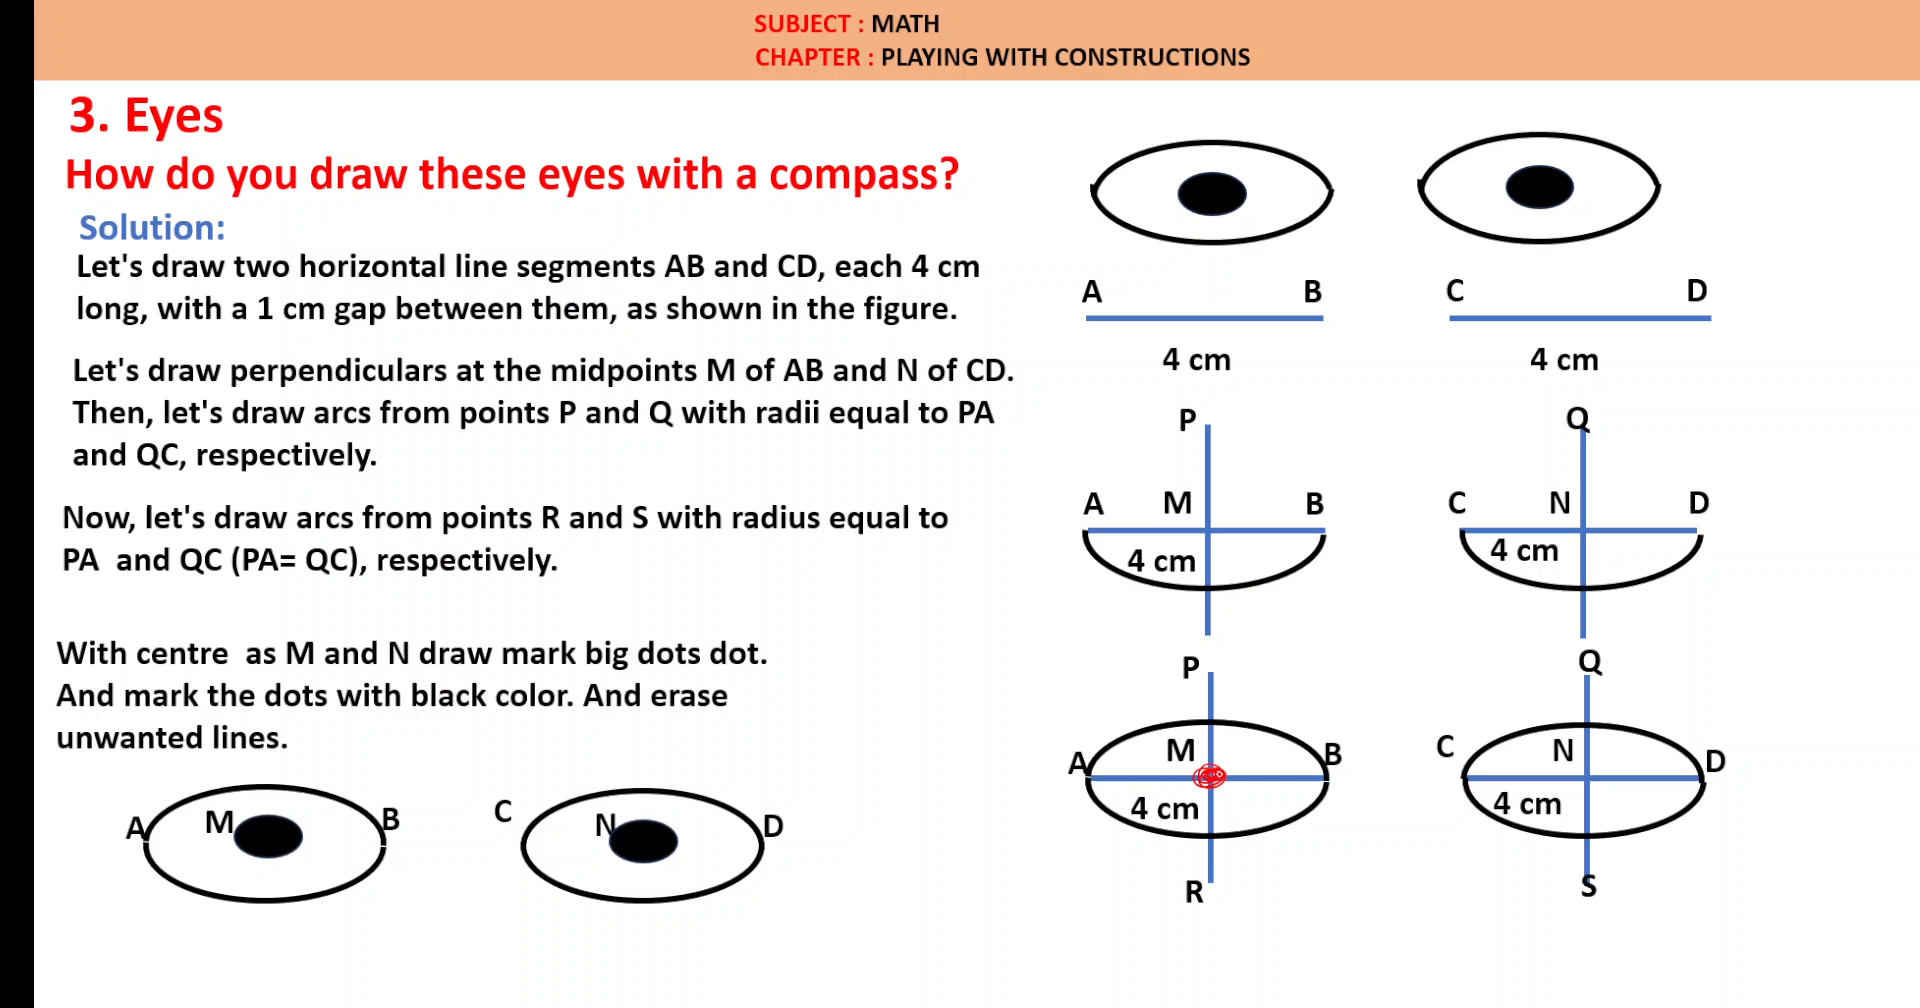 SUBJECT : MATH
CHAPTER : PLAYING WITH CONSTRUCTIONS
3. Eyes
How do you draw these eyes with a compass?
Solution:
Let's draw two horizontal line segments AB and CD, each 4 cm
long, with a 1 cm gap between them, as shown in the figure.
Let's draw perpendiculars at the midpoints M of AB and N of CD.
Then, let's draw arcs from points P and Q with radii equal to PA
and QC, respectively.
Now, let's draw arcs from points R and S with radius equal to
PA and QC (PA= QC), respectively.
With centre as M and N draw mark big dots dot.
And mark the dots with black color. And erase
unwanted lines.
A M B C N D
A B C D
4 cm 4 cm
P Q
A M B C N D
4 cm 4 cm
P Q
A M B C N D
4 cm 4 cm
R S